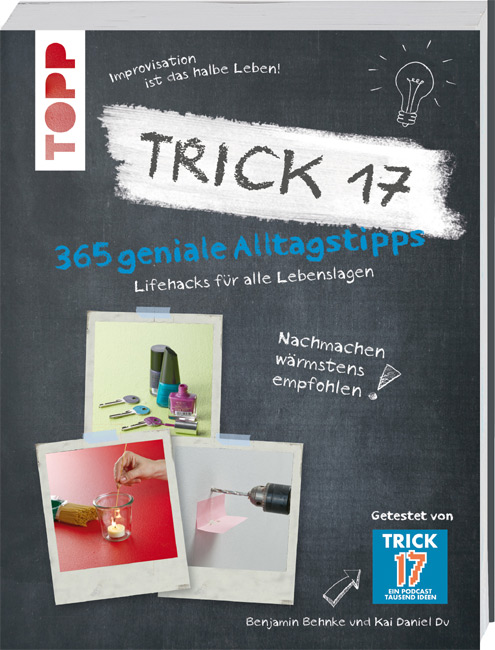 TOPP
Improvisation
ist das halbe Leben!
TRICK 17
365 geniale Alltagstipps
Lifehacks für alle Lebenslagen
Nachmachen
wärmstens
empfohlen!
Getestet von
TRICK
17
EIN PODCAST
TAUSEND IDEEN
Benjamin Behnke und Kai Daniel Du